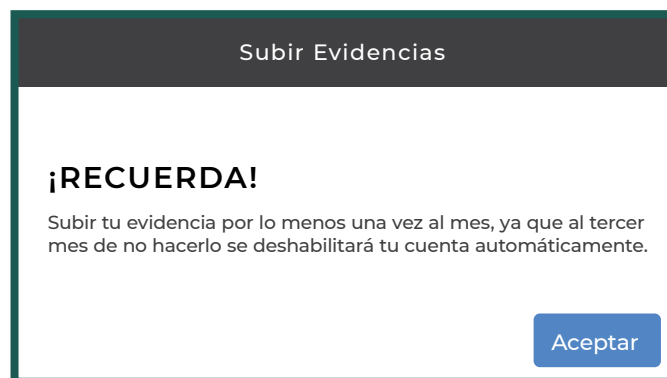 Subir Evidencias
¡RECUERDA!
Subir tu evidencia por lo menos una vez al mes, ya que al tercer
mes de no hacerlo se deshabilitará tu cuenta automáticamente.
Aceptar